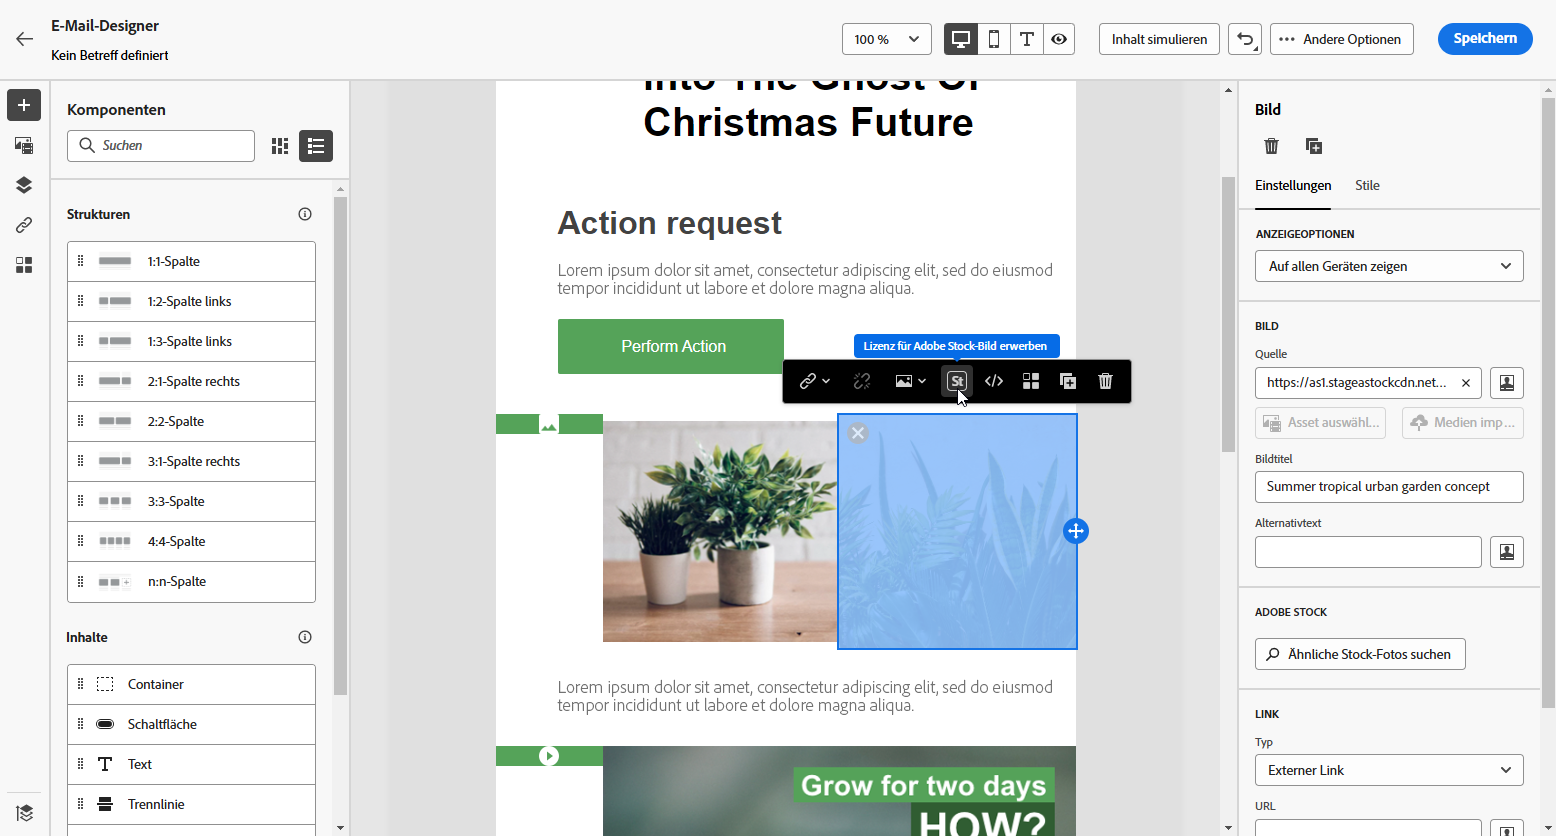 E-Mail-Designer
Kein Betreff definiert
100 %
Inhalt simulieren
Andere Optionen
Speichern
Komponenten
Suchen
Strukturen
1:1-Spalte
1:2-Spalte links
1:3-Spalte links
2:1-Spalte rechts
2:2-Spalte
3:1-Spalte rechts
3:3-Spalte
4:4-Spalte
n:n-Spalte
Inhalte
Container
Schaltfläche
Text
Trennlinie
Into The Ghost Of
Christmas Future
Action request
Lorem ipsum dolor sit amet, consectetur adipiscing elit, sed do eiusmod
tempor incididunt ut labore et dolore magna aliqua.
Perform Action
Lizenz für Adobe Stock-Bild erwerben
St
Lorem ipsum dolor sit amet, consectetur adipiscing elit, sed do eiusmod
tempor incididunt ut labore et dolore magna aliqua.
Grow for two days
HOW?
Bild
Einstellungen
Stile
ANZEIGEOPTIONEN
Auf allen Geräten zeigen
BILD
Quelle
https://as1.stageastockcdn.net...
Asset auswähl...
Medien imp ...
Bildtitel
Summer tropical urban garden concept
Alternativtext
ADOBE STOCK
Ähnliche Stock-Fotos suchen
LINK
Typ
Externer Link
URL